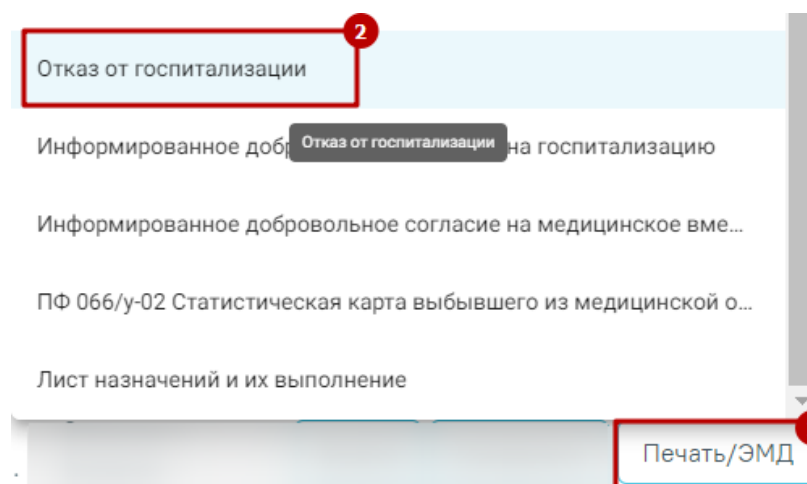 2
Отказ от госпитализации
Информированное доб
Отказ от госпитализации
на госпитализацию
Информированное добровольное согласие на медицинское вме...
ПФ 066/у-02 Статистическая карта выбывшего из медицинской о...
Лист назначений и их выполнение
Печать/ЭМД